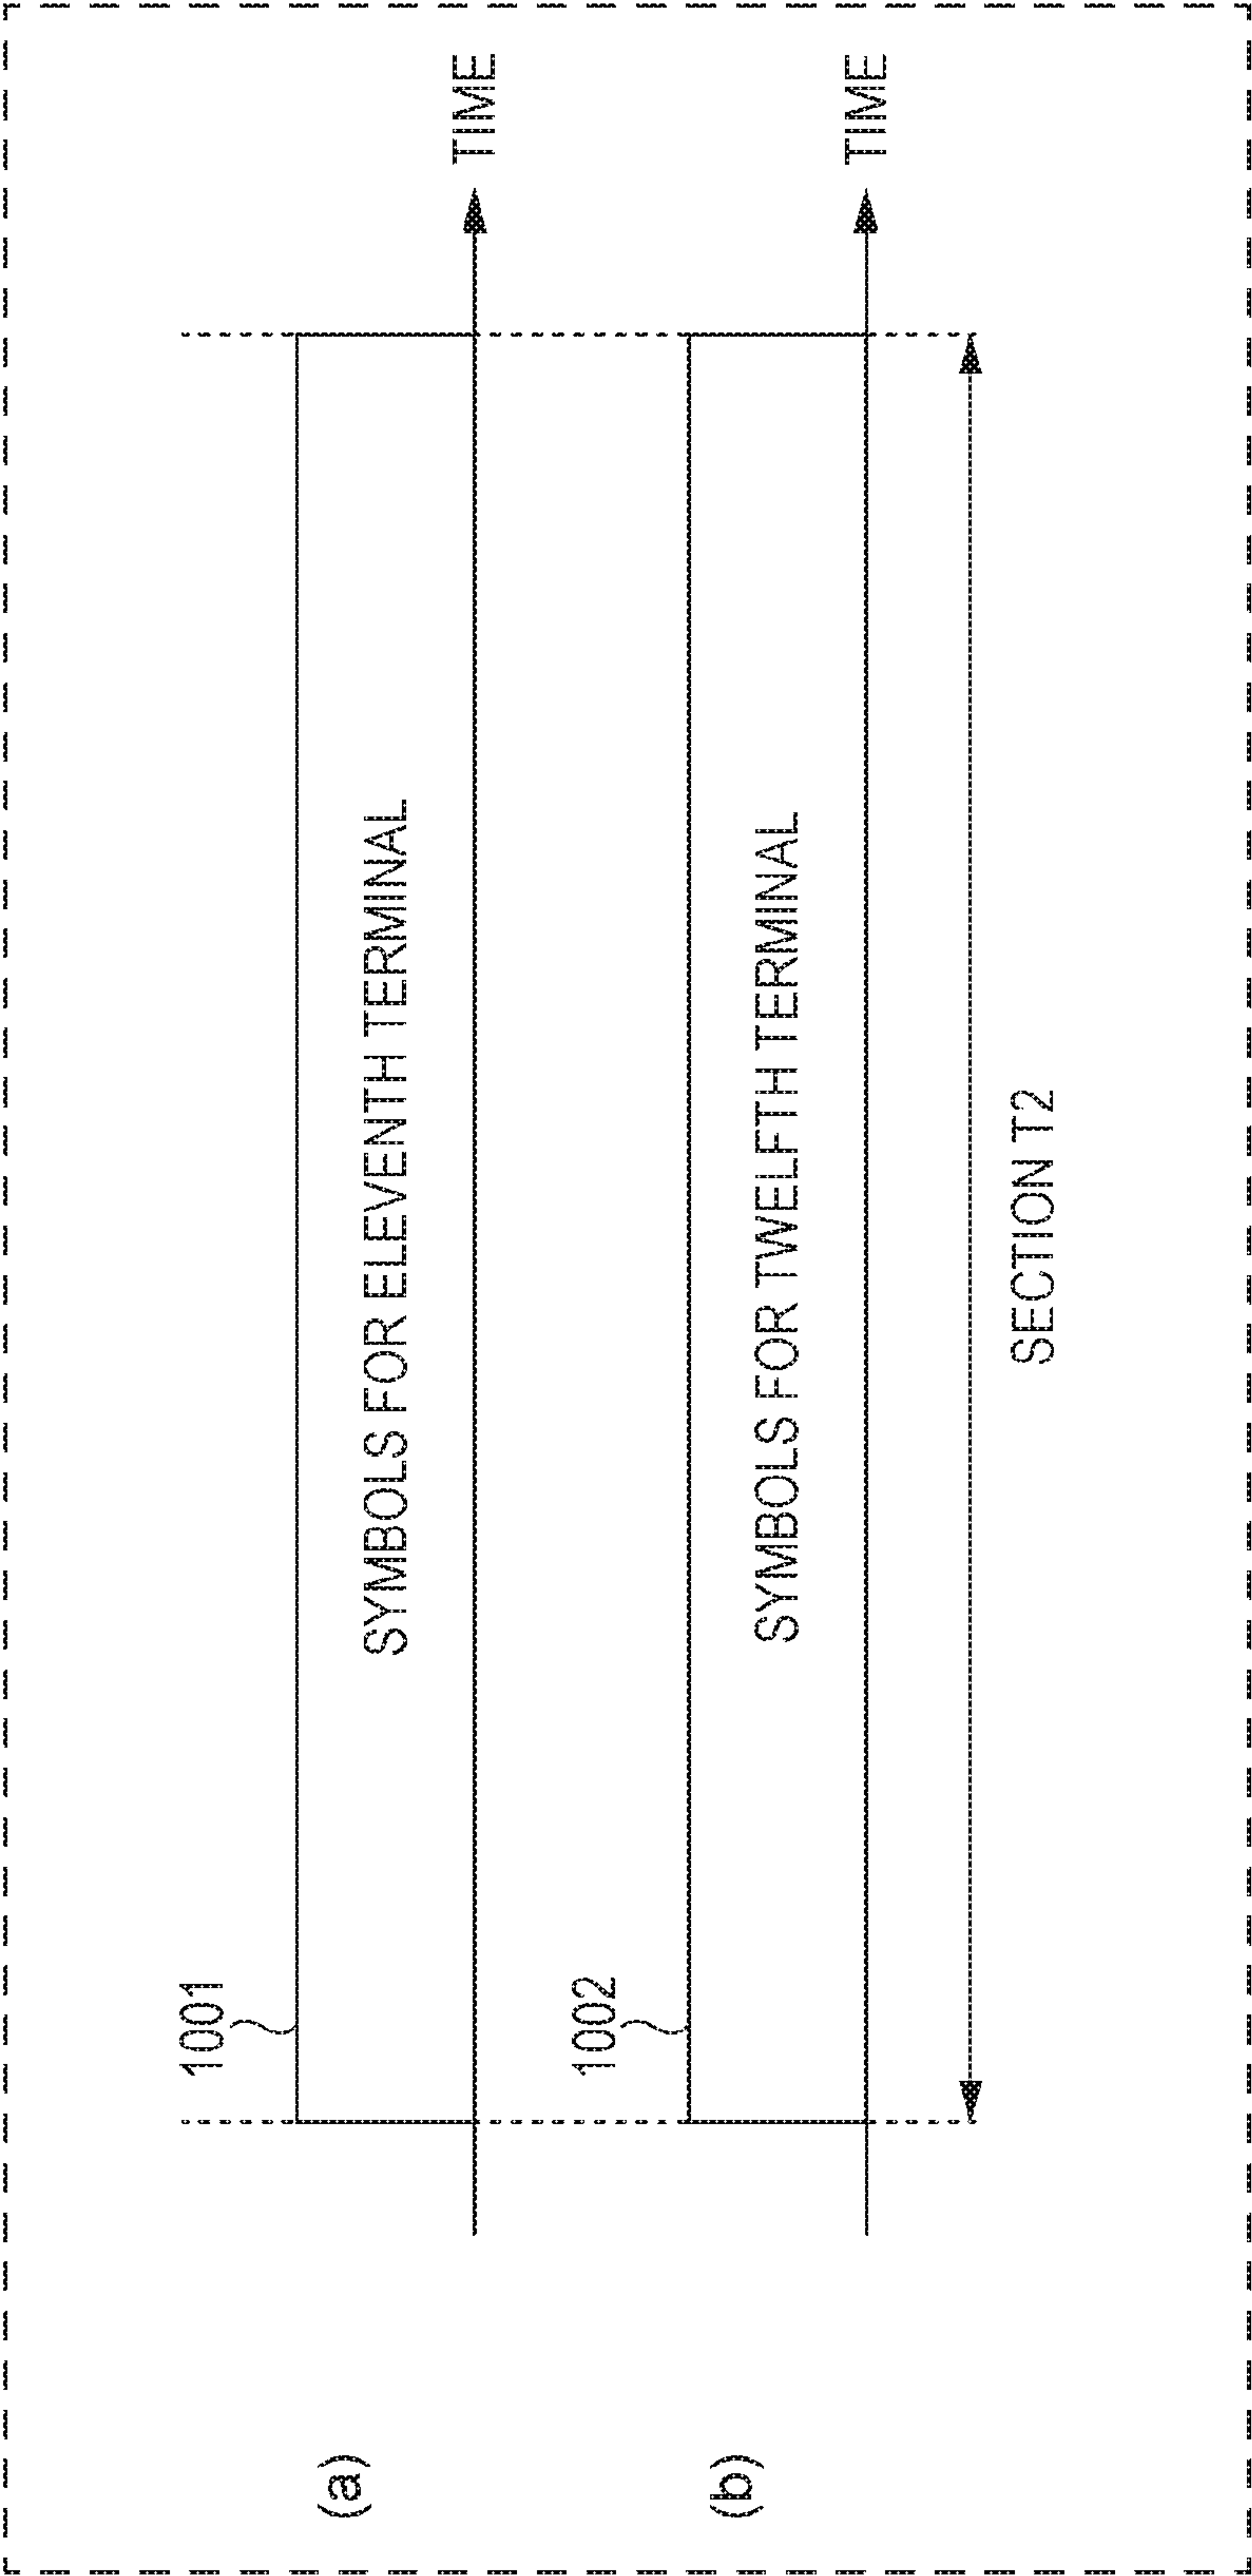 (a)
1001
SYMBOLS FOR ELEVENTH TERMINAL
TIME
(b)
1002
SYMBOLS FOR TWELFTH TERMINAL
TIME
SECTION T2